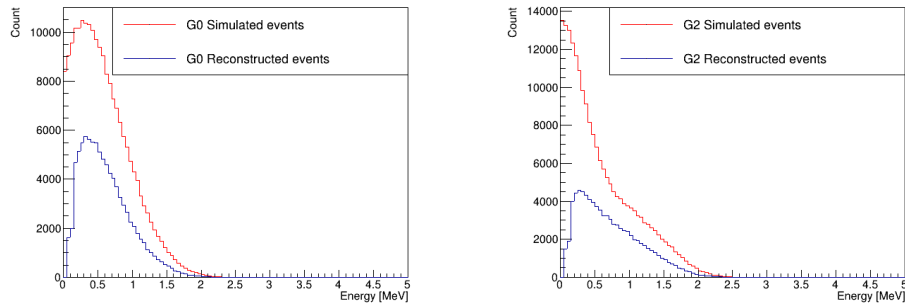 Count
10000
8000
6000
4000
2000
0
G0 Simulated events
G0 Reconstructed events
0 0.5 1 1.5 2 2.5 3 3.5 4 4.5 5
Energy [MeV]
Count
14000
12000
10000
8000
6000
4000
2000
0
G2 Simulated events
G2 Reconstructed events
0 0.5 1 1.5 2 2.5 3 3.5 4 4.5 5
Energy [MeV]